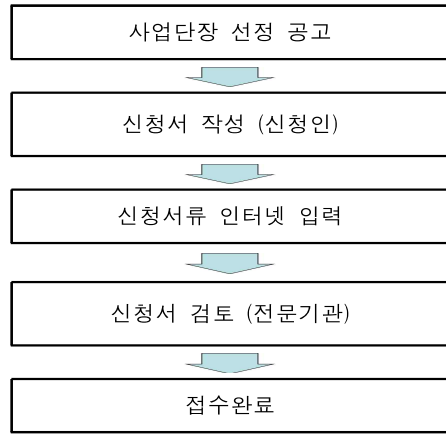 사업단장 선정 공고
신청서 작성 (신청인)
신청서류 인터넷 입력
신청서 검토 (전문기관)
접수완료